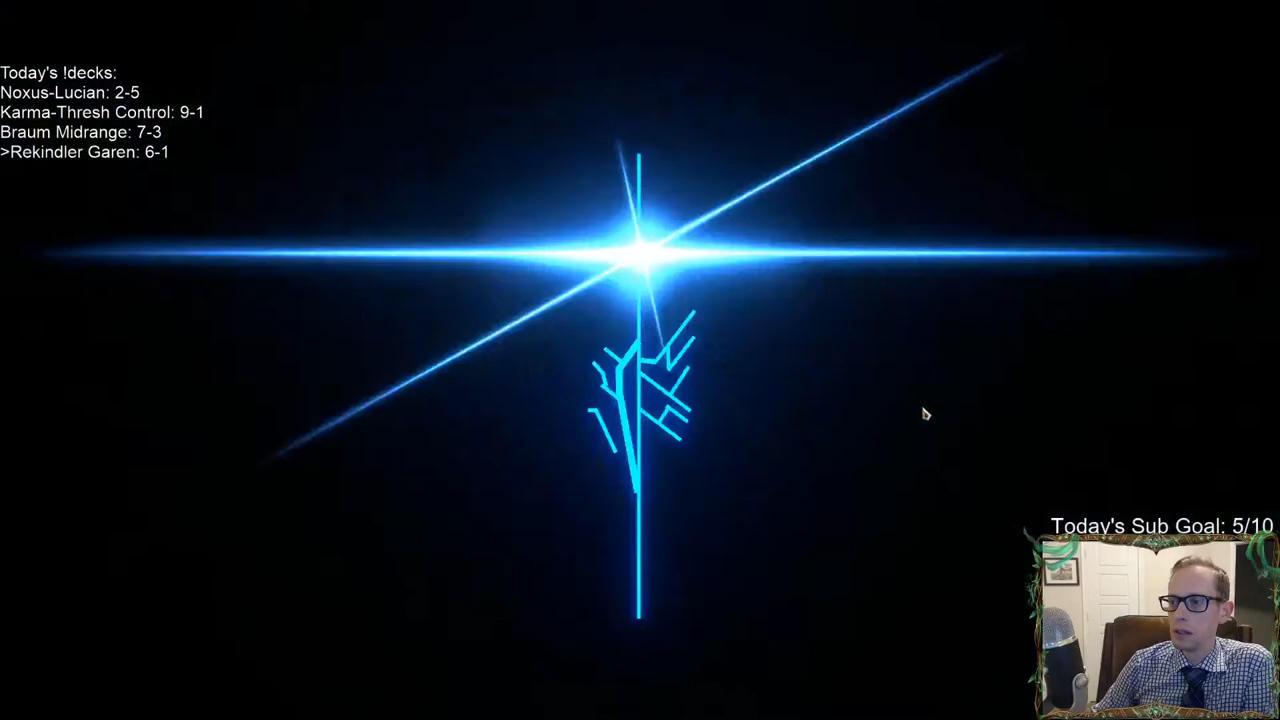 Today's !decks:
Noxus-Lucian: 2-5
Karma-Thresh Control: 9-1
Braum Midrange: 7-3
>Rekindler Garen: 6-1
Today's Sub Goal: 5/10